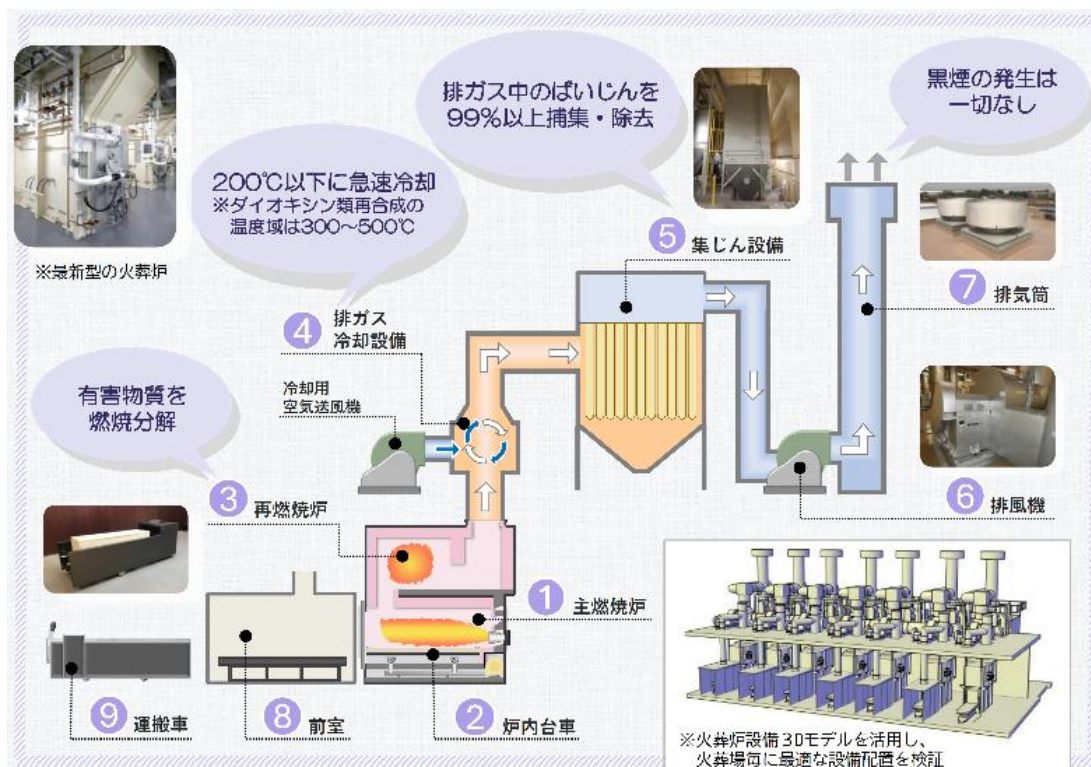 排ガス中のばいじんを
99%以上捕集・除去
黒煙の発生は
一切なし
200℃以下に急速冷却
※ダイオキシン類再合成の
温度域は300〜500℃
※最新型の火葬炉
⑤ 集じん設備
⑦ 排気筒
④ 排ガス
冷却設備
冷却用
空気送風機
有害物質を
燃焼分解
③ 再燃焼炉
⑥ 排風機
① 主燃焼炉
⑨ 運搬車
⑧ 前室
② 炉内台車
※火葬炉設備3Dモデルを活用し、
火葬場毎に最適な設備配置を検証